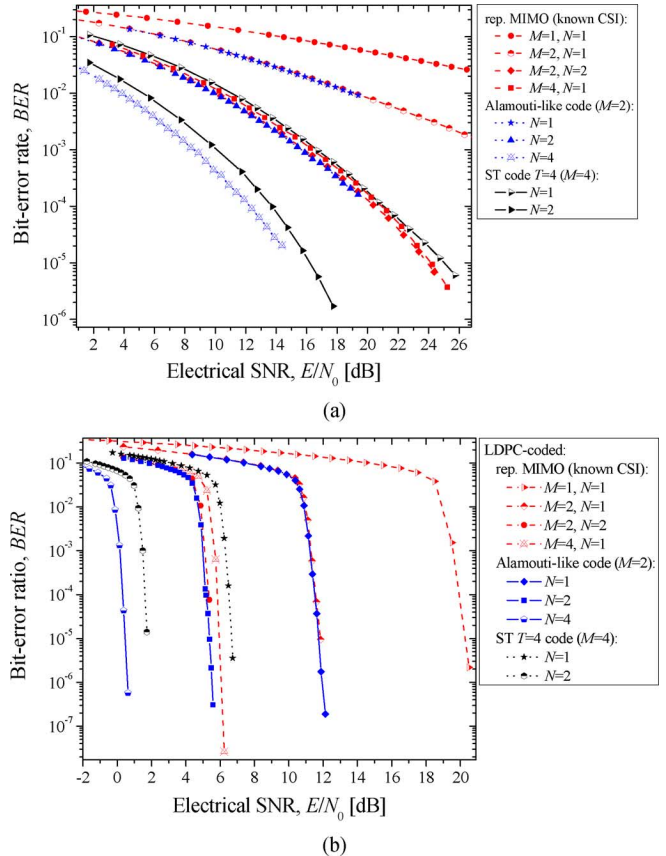 Bit-error rate, BER
10⁻¹
10⁻²
10⁻³
10⁻⁴
10⁻⁵
10⁻⁶
2 4 6 8 10 12 14 16 18 20 22 24 26
Electrical SNR, E/N₀ [dB]
rep. MIMO (known CSI):
M=1, N=1
M=2, N=1
M=2, N=2
M=4, N=1
Alamouti-like code (M=2):
N=1
N=2
N=4
ST code T=4 (M=4):
N=1
N=2
(a)
Bit-error ratio, BER
10⁻¹
10⁻²
10⁻³
10⁻⁴
10⁻⁵
10⁻⁶
10⁻⁷
-2 0 2 4 6 8 10 12 14 16 18 20
Electrical SNR, E/N₀ [dB]
LDPC-coded:
rep. MIMO (known CSI):
M=1, N=1
M=2, N=1
M=2, N=2
M=4, N=1
Alamouti-like code (M=2):
N=1
N=2
N=4
ST T=4 code (M=4):
N=1
N=2
(b)